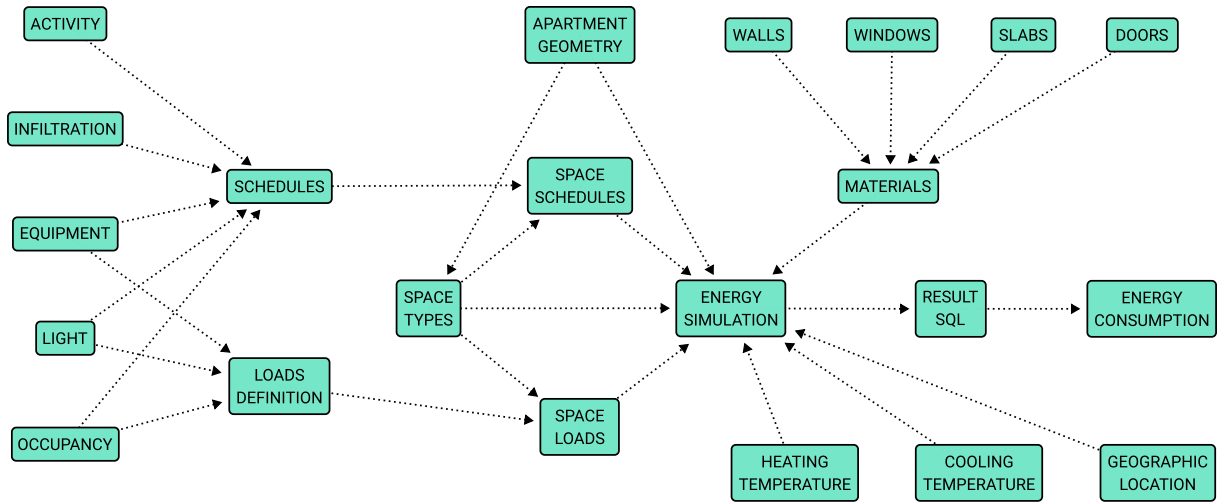 ACTIVITY
APARTMENT
GEOMETRY
WALLS
WINDOWS
SLABS
DOORS
INFILTRATION
SCHEDULES
SPACE
SCHEDULES
MATERIALS
EQUIPMENT
SPACE
TYPES
ENERGY
SIMULATION
RESULT
SQL
ENERGY
CONSUMPTION
LIGHT
LOADS
DEFINITION
SPACE
LOADS
OCCUPANCY
HEATING
TEMPERATURE
COOLING
TEMPERATURE
GEOGRAPHIC
LOCATION